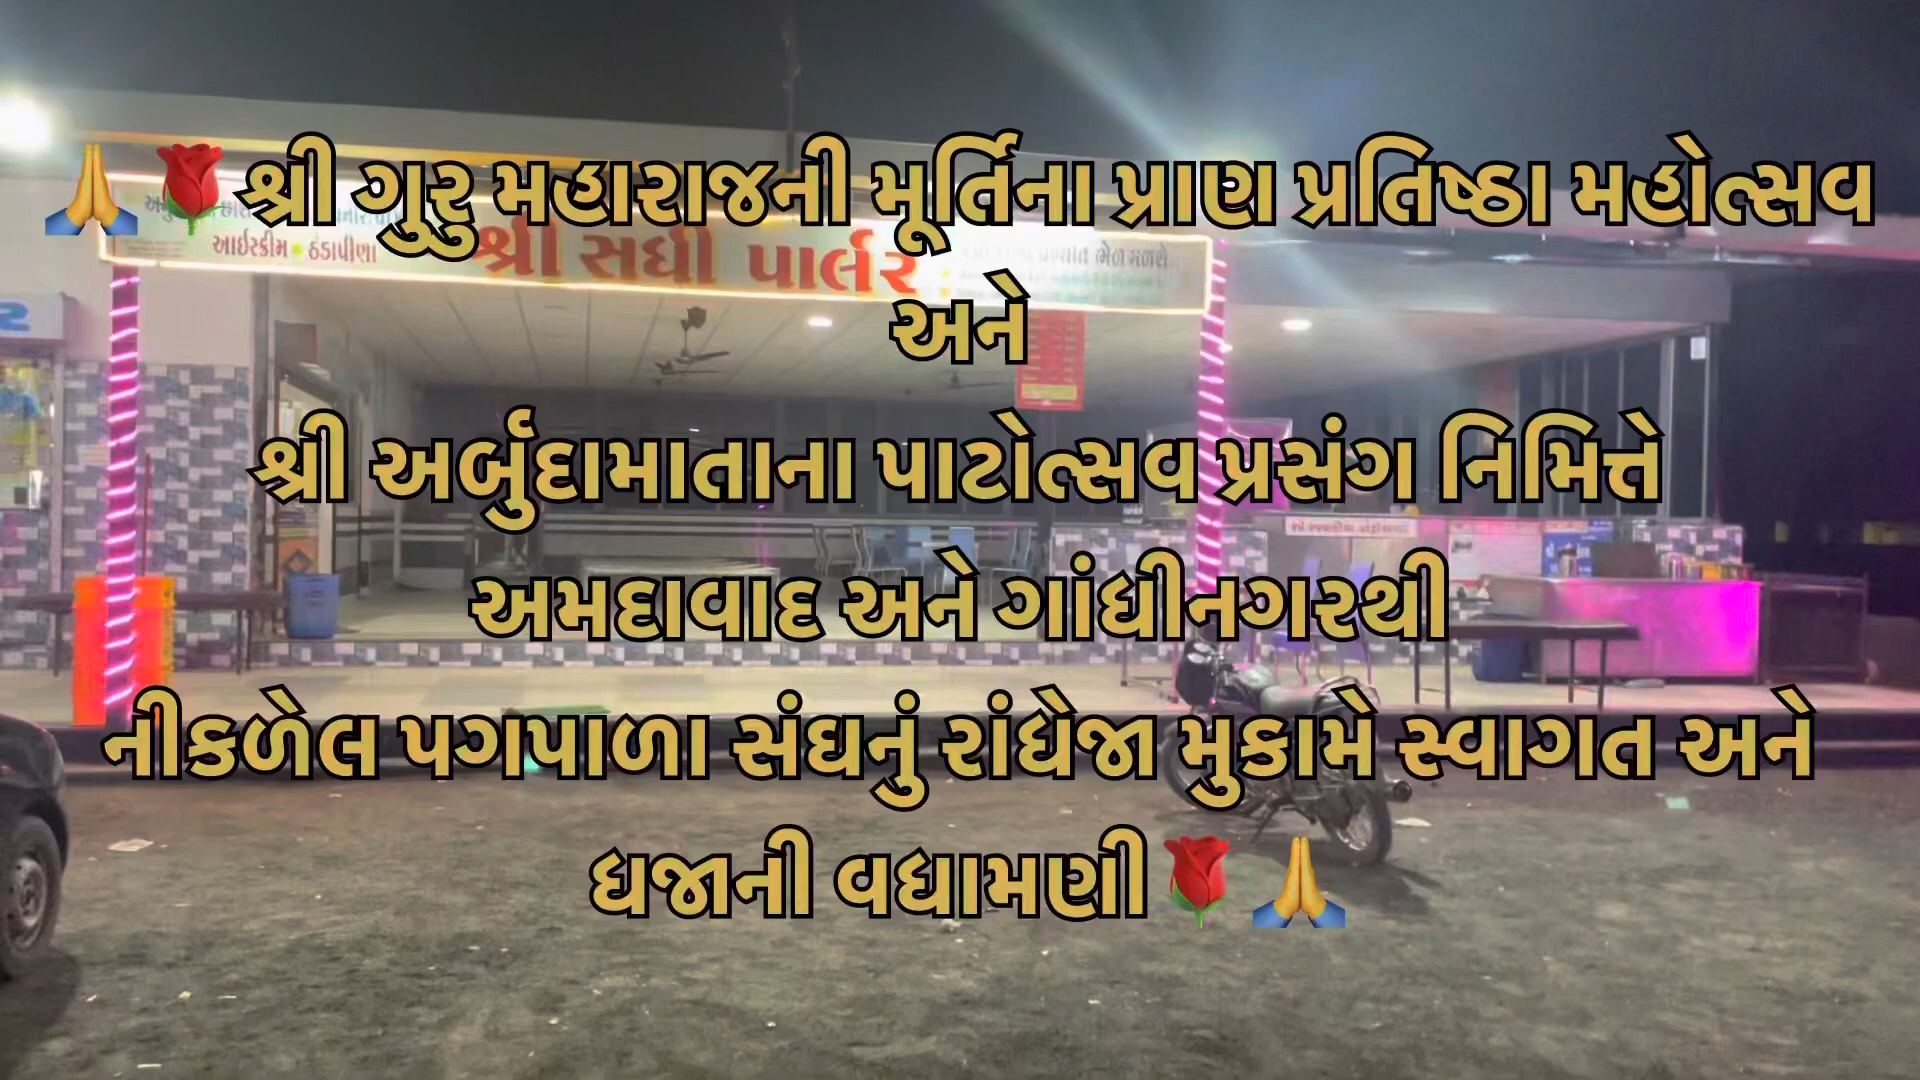 🙏🌹શ્રી ગુરુ મહારાજની મૂર્તિના પ્રાણ પ્રતિષ્ઠા મહોત્સવ
આઈસ્ક્રીમ ઠંડાપીણા
શ્રી સધી પાર્લર
અને
શ્રી અર્બુંદામાતાના પાટોત્સવ પ્રસંગ નિમિત્તે
અમદાવાદ અને ગાંધીનગરથી
નીકળેલ પગપાળા સંઘનું રાંધેજા મુકામે સ્વાગત અને
ધજાની વધામણી🌹🙏